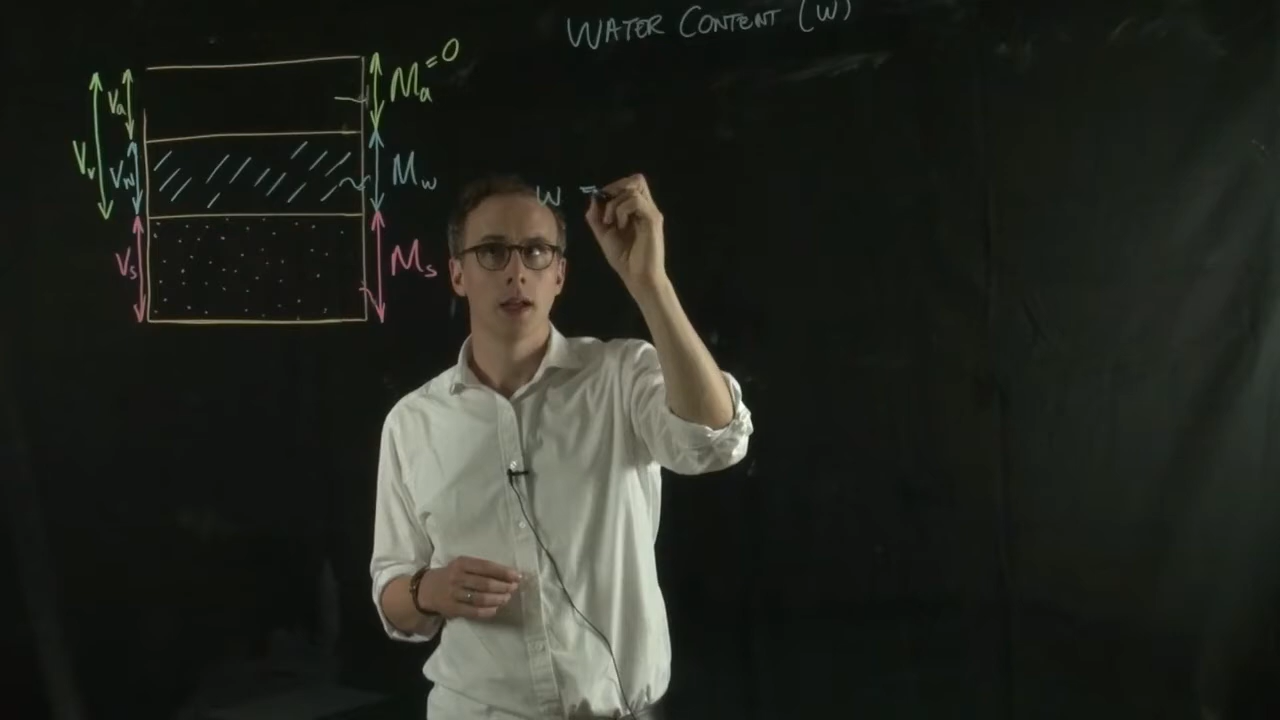 WATER CONTENT (W)
Ma = 0
Va
Vv
Vw
Mw
w =
Vs
Ms